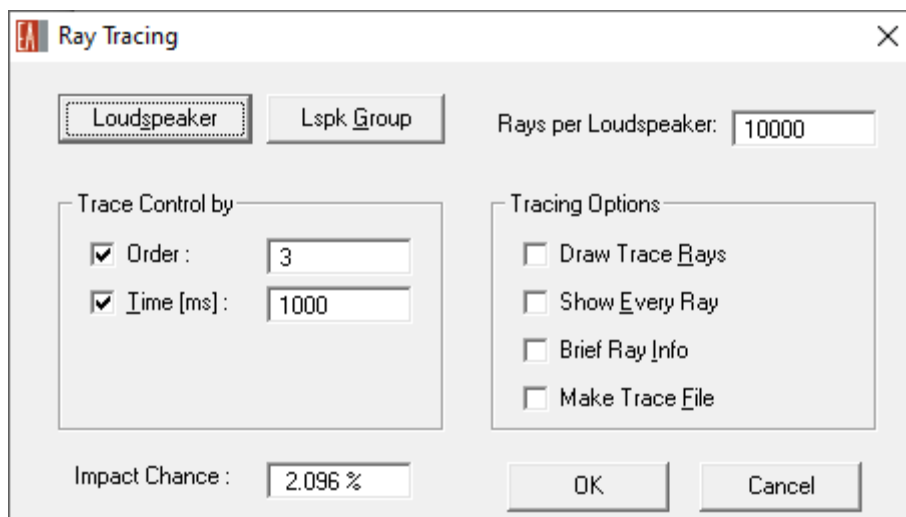 EA Ray Tracing
Loudspeaker Lspk Group Rays per Loudspeaker: 10000
Trace Control by Tracing Options
Order : 3 Draw Trace Rays
Time [ms] : 1000 Show Every Ray
Brief Ray Info
Make Trace File
Impact Chance : 2.096 % OK Cancel